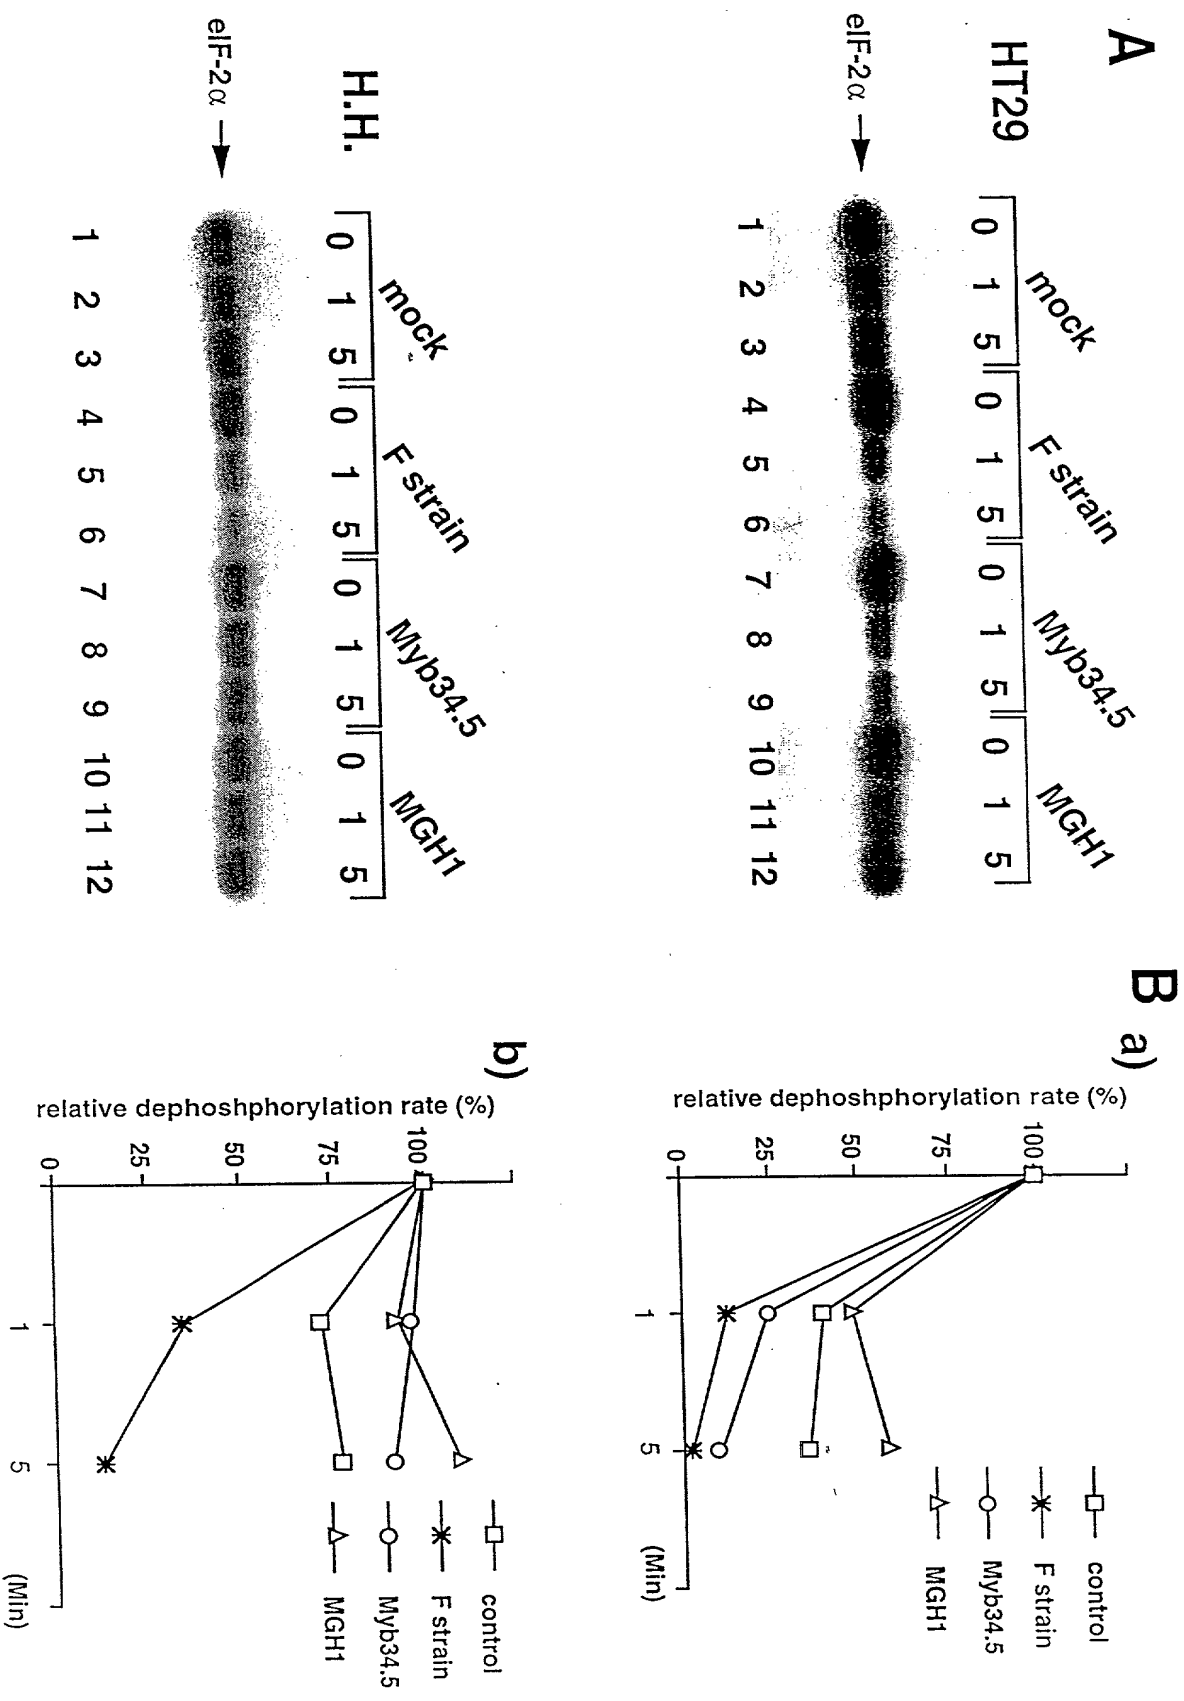 A
HT29
mock
F strain
Myb34.5
MGH1
0 1 5 0 1 5 0 1 5 0 1 5
eIF-2α
1 2 3 4 5 6 7 8 9 10 11 12
H.H.
mock
F strain
Myb34.5
MGH1
0 1 5 0 1 5 0 1 5 0 1 5
eIF-2α
1 2 3 4 5 6 7 8 9 10 11 12
B
a)
relative dephoshphorylation rate (%)
100
75
50
25
0
1
5
(Min)
control
F strain
Myb34.5
MGH1
b)
relative dephoshphorylation rate (%)
100
75
50
25
0
1
5
(Min)
control
F strain
Myb34.5
MGH1